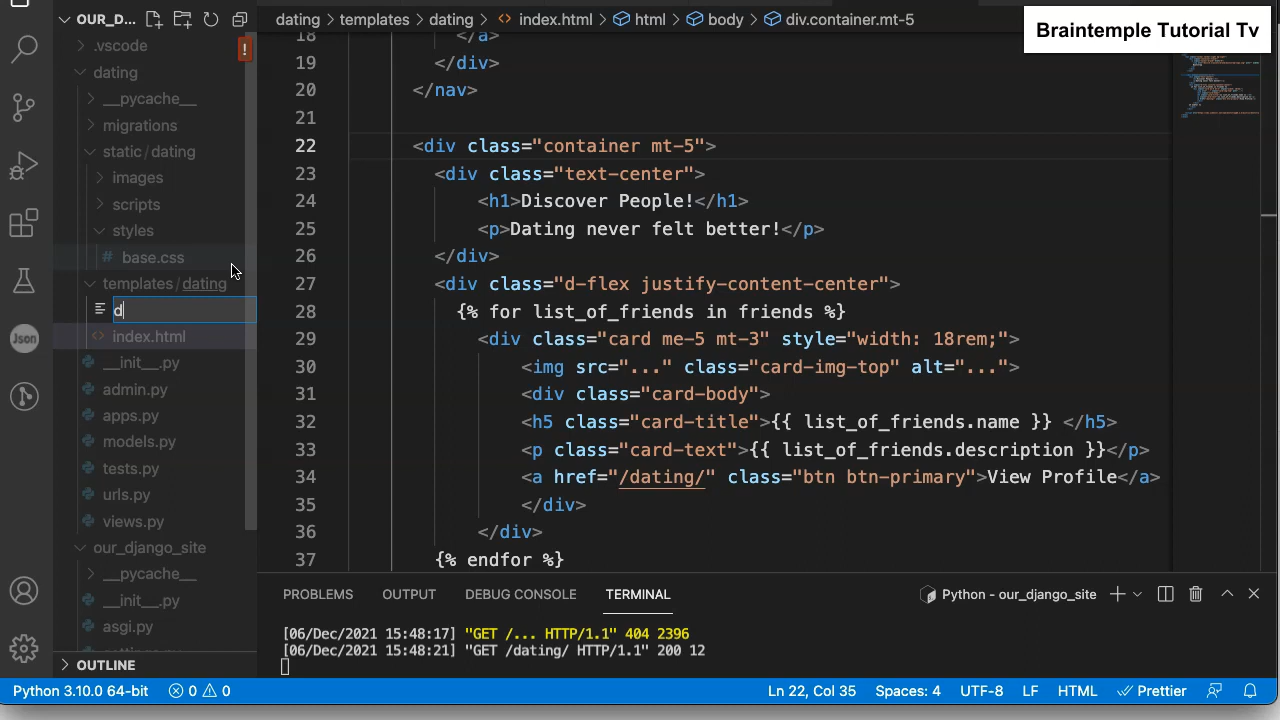 OUR_D...
dating > templates > dating > <> index.html > html > body > div.container.mt-5
Braintemple Tutorial Tv
.vscode
!
dating
__pycache__
migrations
static / dating
images
scripts
styles
# base.css
templates / dating
d
<> index.html
__init__.py
admin.py
apps.py
models.py
tests.py
urls.py
views.py
our_django_site
__pycache__
__init__.py
asgi.py
OUTLINE
Json
18 </a>
19 </div>
20 </nav>
21
22 <div class="container mt-5">
23 <div class="text-center">
24 <h1>Discover People!</h1>
25 <p>Dating never felt better!</p>
26 </div>
27 <div class="d-flex justify-content-center">
28 {% for list_of_friends in friends %}
29 <div class="card me-5 mt-3" style="width: 18rem;">
30 <img src="..." class="card-img-top" alt="...">
31 <div class="card-body">
32 <h5 class="card-title">{{ list_of_friends.name }} </h5>
33 <p class="card-text">{{ list_of_friends.description }}</p>
34 <a href="/dating/" class="btn btn-primary">View Profile</a>
35 </div>
36 </div>
37 {% endfor %}
PROBLEMS OUTPUT DEBUG CONSOLE TERMINAL Python - our_django_site
[06/Dec/2021 15:48:17] "GET /... HTTP/1.1" 404 2396
[06/Dec/2021 15:48:21] "GET /dating/ HTTP/1.1" 200 12
Python 3.10.0 64-bit 0 0 Ln 22, Col 35 Spaces: 4 UTF-8 LF HTML Prettier